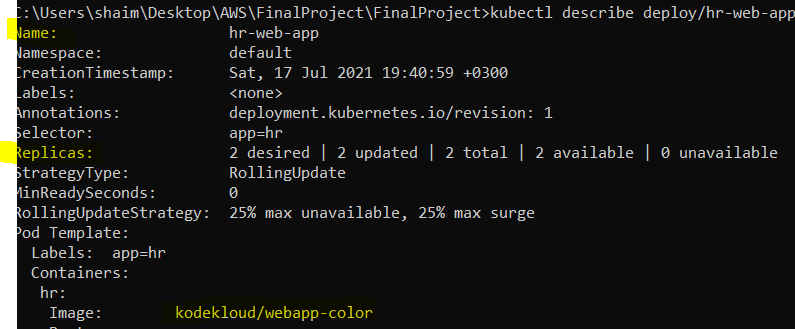 C:\Users\shaim\Desktop\AWS\FinalProject\FinalProject>kubectl describe deploy/hr-web-app
Name: hr-web-app
Namespace: default
CreationTimestamp: Sat, 17 Jul 2021 19:40:59 +0300
Labels: <none>
Annotations: deployment.kubernetes.io/revision: 1
Selector: app=hr
Replicas: 2 desired | 2 updated | 2 total | 2 available | 0 unavailable
StrategyType: RollingUpdate
MinReadySeconds: 0
RollingUpdateStrategy: 25% max unavailable, 25% max surge
Pod Template:
Labels: app=hr
Containers:
hr:
Image: kodekloud/webapp-color